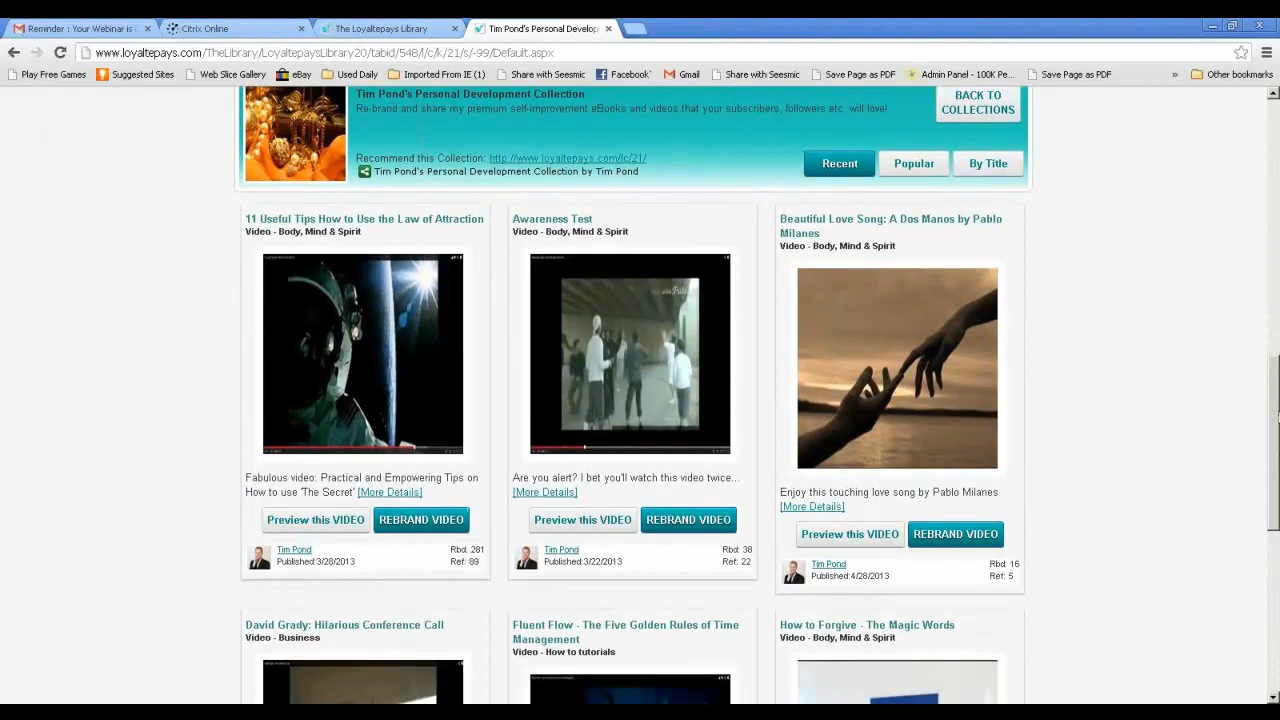 Reminder : Your Webinar is
Citrix Online
The Loyaltepays Library
Tim Pond's Personal Develop
www.loyaltepays.com/TheLibrary/LoyaltepaysLibrary20/tabid/548/l/c/k/21/s/-99/Default.aspx
Play Free Games
Suggested Sites
Web Slice Gallery
eBay
Used Daily
Imported From IE (1)
Share with Seesmic
Facebook
Gmail
Share with Seesmic
Save Page as PDF
Admin Panel - 100K Pe...
Save Page as PDF
»
Other bookmarks
Tim Pond's Personal Development Collection
Re-brand and share my premium self-improvement eBooks and videos that your subscribers, followers etc. will love!
BACK TO
COLLECTIONS
Recommend this Collection: http://www.loyaltepays.com/lc/21/
Tim Pond's Personal Development Collection by Tim Pond
Recent
Popular
By Title
11 Useful Tips How to Use the Law of Attraction
Video - Body, Mind & Spirit
Fabulous video: Practical and Empowering Tips on
How to use 'The Secret' [More Details]
Preview this VIDEO
REBRAND VIDEO
Tim Pond
Rbd: 281
Published:3/28/2013
Ref: 89
Awareness Test
Video - Body, Mind & Spirit
Are you alert? I bet you'll watch this video twice...
[More Details]
Preview this VIDEO
REBRAND VIDEO
Tim Pond
Rbd: 38
Published:3/22/2013
Ref: 22
Beautiful Love Song: A Dos Manos by Pablo
Milanes
Video - Body, Mind & Spirit
Enjoy this touching love song by Pablo Milanes
[More Details]
Preview this VIDEO
REBRAND VIDEO
Tim Pond
Rbd: 16
Published:4/28/2013
Ref: 5
David Grady: Hilarious Conference Call
Video - Business
Fluent Flow - The Five Golden Rules of Time
Management
Video - How to tutorials
How to Forgive - The Magic Words
Video - Body, Mind & Spirit